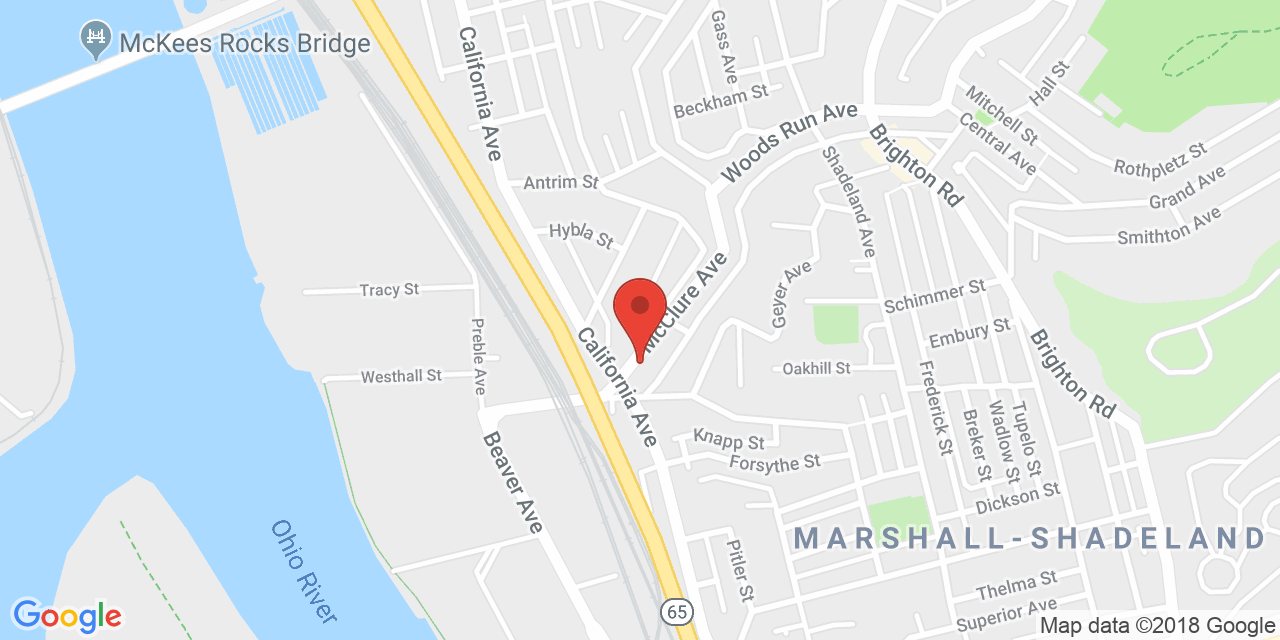 McKees Rocks Bridge
California Ave
Gass Ave
Beckham St
Woods Run Ave
Hall St
Mitchell St
Central Ave
Brighton Rd
Rothpletz St
Grand Ave
Smithton Ave
Shadeland Ave
Antrim St
Hybla St
McClure Ave
Geyer Ave
Schimmer St
Embury St
Tracy St
Preble Ave
Westhall St
California Ave
Oakhill St
Frederick St
Brighton Rd
Tupelo St
Wadlow St
Breker St
Knapp St
Forsythe St
Dickson St
Beaver Ave
Ohio River
MARSHALL-SHADELAND
Pitler St
Thelma St
Superior Ave
65
Google
Map data ©2018 Google